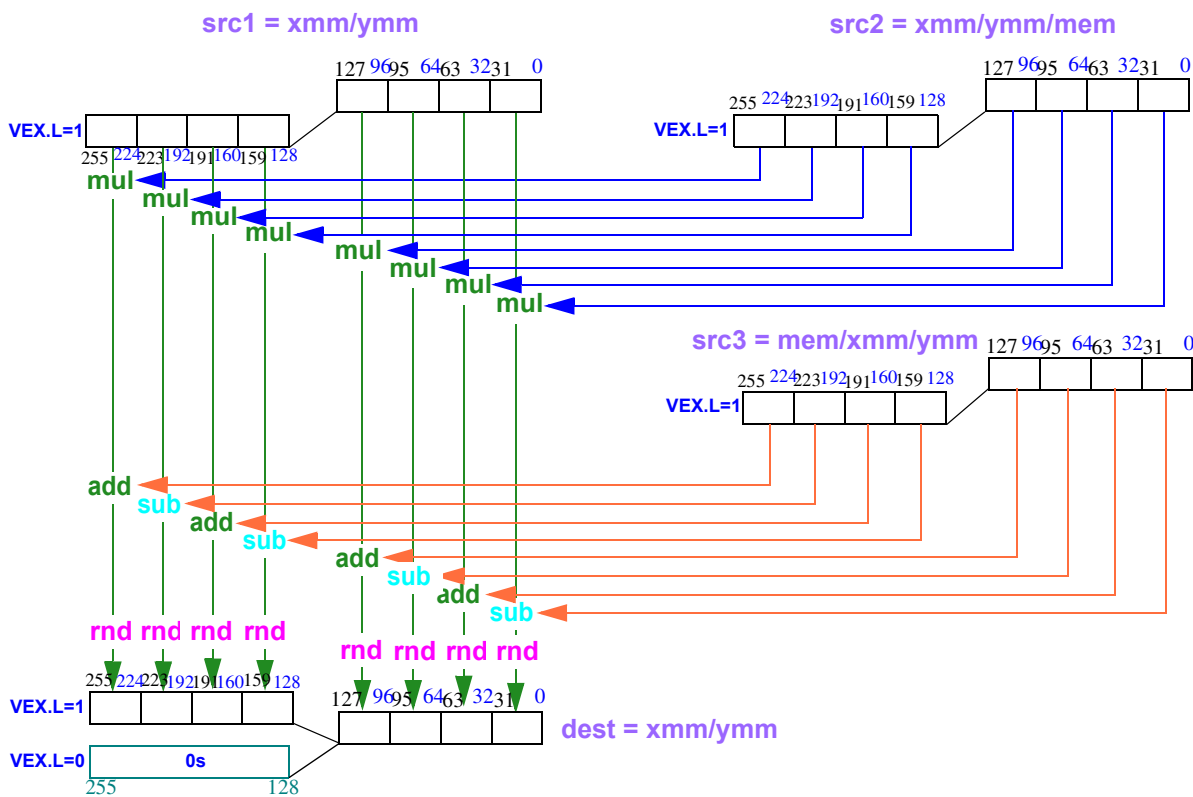 src1 = xmm/ymm
src2 = xmm/ymm/mem
127 96 95 64 63 32 31 0
127 96 95 64 63 32 31 0
255 224 223 192 191 160 159 128
VEX.L=1
VEX.L=1
255 224 223 192 191 160 159 128
mul
mul
mul
mul
mul
mul
mul
mul
src3 = mem/xmm/ymm
127 96 95 64 63 32 31 0
255 224 223 192 191 160 159 128
VEX.L=1
add
sub
add
sub
add
sub
add
sub
rnd rnd rnd rnd
rnd rnd rnd rnd
255 224 223 192 191 160 159 128
127 96 95 64 63 32 31 0
VEX.L=1
dest = xmm/ymm
VEX.L=0 0s
255 128